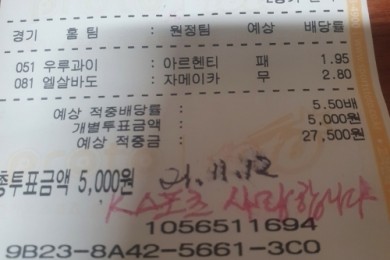 경기 홈 팀 : 원정팀 예상 배당률
051 우루과이 : 아르헨티 패 1.95
081 엘살바도 : 자메이카 무 2.80
예상 적중배당률 : 5.50배
개별투표금액 : 5,000원
예상 적중금 : 27,500원
총투표금액 5,000원 21.11.12
K스포츠 사랑합니다
1056511694
9B23-8A42-5661-3C0